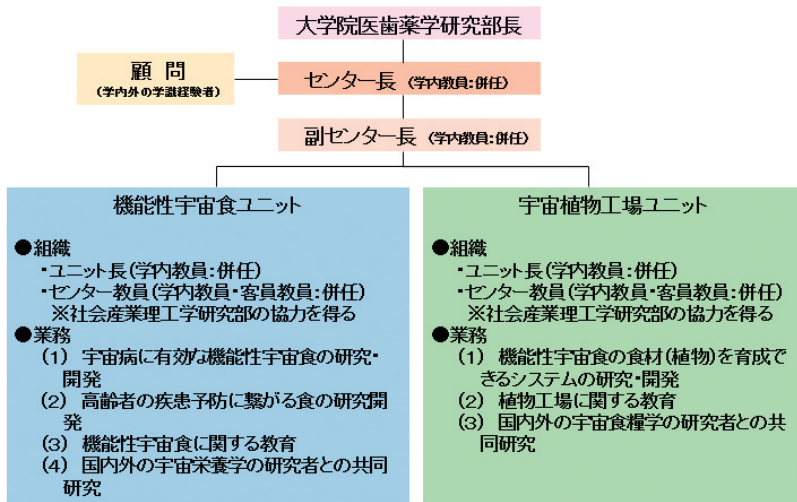 大学院医歯薬学研究部長
顧 問
(学内外の学識経験者)
センター長 (学内教員:併任)
副センター長 (学内教員:併任)
機能性宇宙食ユニット
●組織
・ユニット長(学内教員:併任)
・センター教員(学内教員・客員教員:併任)
※社会産業理工学研究部の協力を得る
●業務
(1) 宇宙病に有効な機能性宇宙食の研究・
開発
(2) 高齢者の疾患予防に繋がる食の研究開
発
(3) 機能性宇宙食に関する教育
(4) 国内外の宇宙栄養学の研究者との共同
研究
宇宙植物工場ユニット
●組織
・ユニット長(学内教員:併任)
・センター教員(学内教員・客員教員:併任)
※社会産業理工学研究部の協力を得る
●業務
(1) 機能性宇宙食の食材(植物)を育成で
きるシステムの研究・開発
(2) 植物工場に関する教育
(3) 国内外の宇宙食糧学の研究者との共
同研究